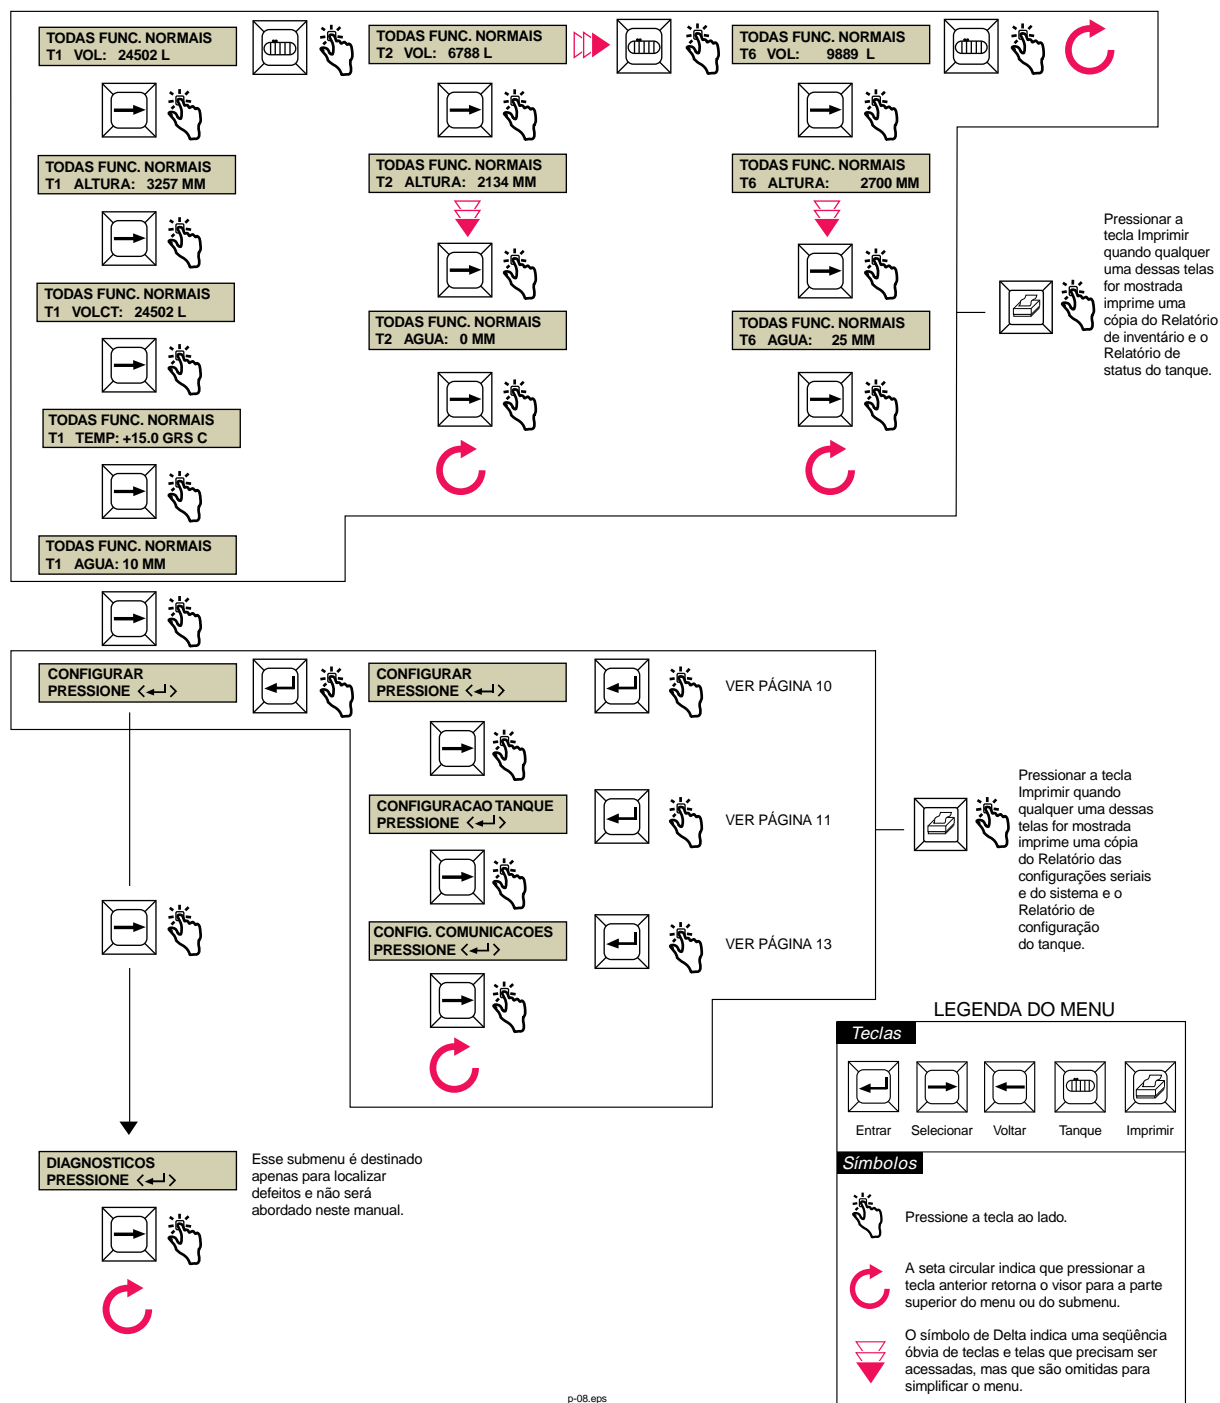 TODAS FUNC. NORMAIS
T1 VOL: 24502 L
TODAS FUNC. NORMAIS
T2 VOL: 6788 L
TODAS FUNC. NORMAIS
T6 VOL: 9889 L
TODAS FUNC. NORMAIS
T1 ALTURA: 3257 MM
TODAS FUNC. NORMAIS
T2 ALTURA: 2134 MM
TODAS FUNC. NORMAIS
T6 ALTURA: 2700 MM
TODAS FUNC. NORMAIS
T1 VOLCT: 24502 L
TODAS FUNC. NORMAIS
T2 AGUA: 0 MM
TODAS FUNC. NORMAIS
T6 AGUA: 25 MM
Pressionar a
tecla Imprimir
quando qualquer
uma dessas telas
for mostrada
imprime uma
cópia do Relatório
de inventário e o
Relatório de
status do tanque.
TODAS FUNC. NORMAIS
T1 TEMP: +15.0 GRS C
TODAS FUNC. NORMAIS
T1 AGUA: 10 MM
CONFIGURAR
PRESSIONE <↵>
CONFIGURAR
PRESSIONE <↵>
VER PÁGINA 10
CONFIGURACAO TANQUE
PRESSIONE <↵>
VER PÁGINA 11
CONFIG. COMUNICACOES
PRESSIONE <↵>
VER PÁGINA 13
Pressionar a tecla
Imprimir quando
qualquer uma dessas
telas for mostrada
imprime uma cópia
do Relatório das
configurações seriais
e do sistema e o
Relatório de
configuração
do tanque.
DIAGNOSTICOS
PRESSIONE <↵>
Esse submenu é destinado
apenas para localizar
defeitos e não será
abordado neste manual.
LEGENDA DO MENU
Teclas
Entrar Selecionar Voltar Tanque Imprimir
Símbolos
Pressione a tecla ao lado.
A seta circular indica que pressionar a
tecla anterior retorna o visor para a parte
superior do menu ou do submenu.
O símbolo de Delta indica uma seqüência
óbvia de teclas e telas que precisam ser
acessadas, mas que são omitidas para
simplificar o menu.
p-08.eps